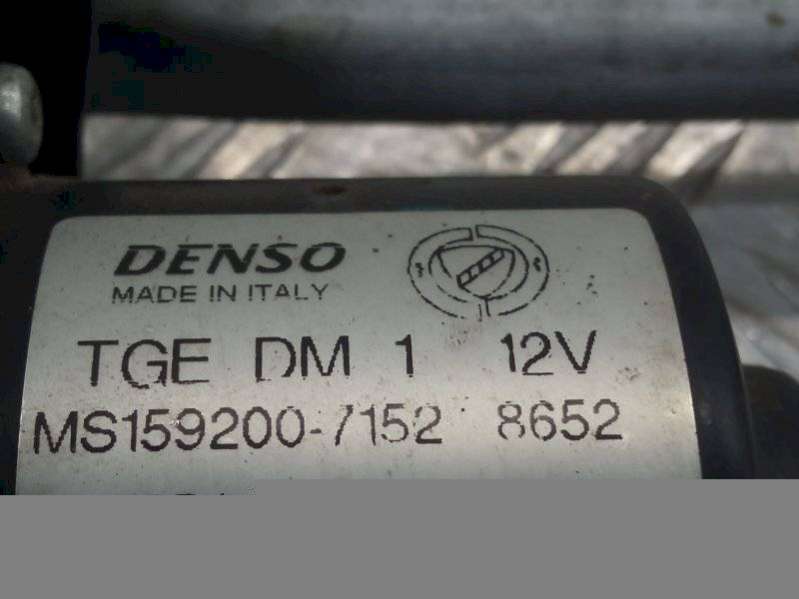 DENSO
MADE IN ITALY
TGE DM 1 12V
MS159200-7152 8652